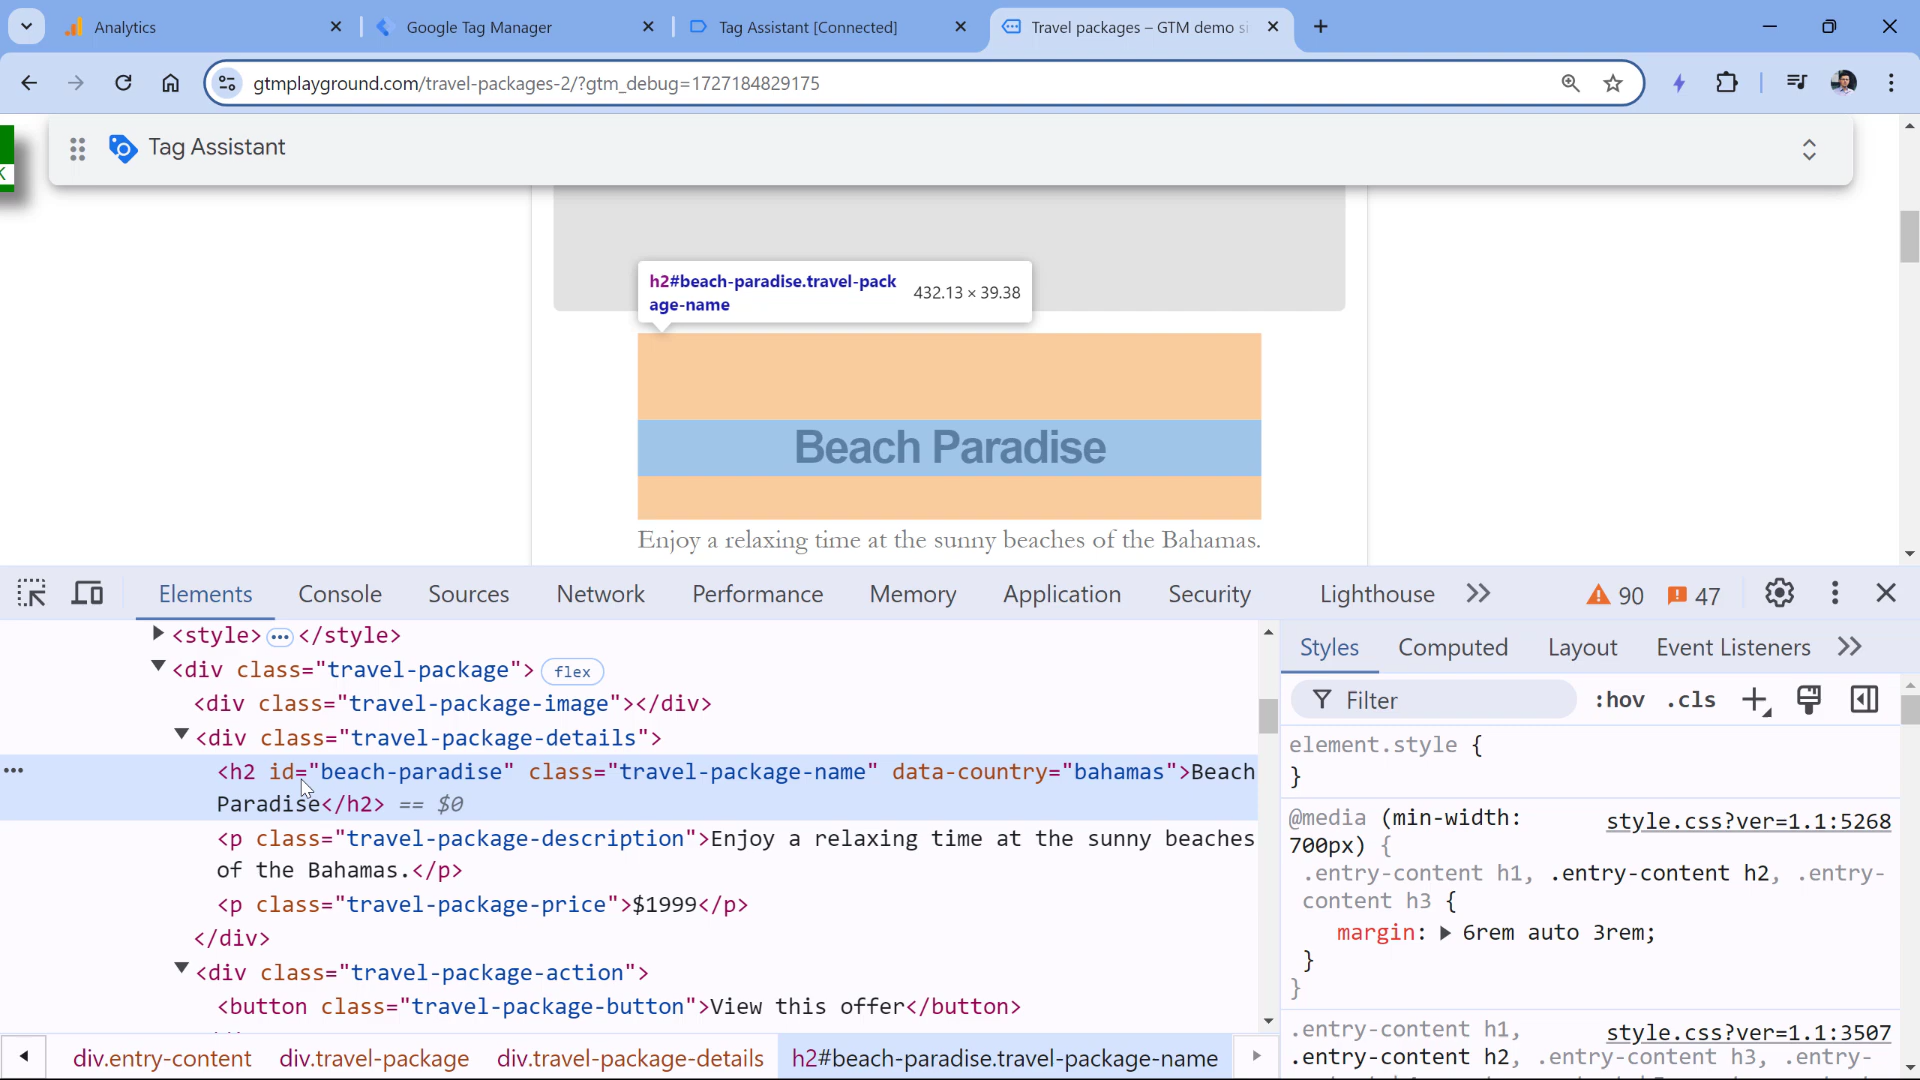 Analytics
Google Tag Manager
Tag Assistant [Connected]
Travel packages – GTM demo si
gtmplayground.com/travel-packages-2/?gtm_debug=1727184829175
K
Tag Assistant
h2#beach-paradise.travel-pack
age-name
432.13 × 39.38
Beach Paradise
Enjoy a relaxing time at the sunny beaches of the Bahamas.
Elements Console Sources Network Performance Memory Application Security Lighthouse 90 47
<style> ••• </style>
<div class="travel-package"> flex
<div class="travel-package-image"></div>
<div class="travel-package-details">
<h2 id="beach-paradise" class="travel-package-name" data-country="bahamas">Beach
Paradise</h2> == $0
<p class="travel-package-description">Enjoy a relaxing time at the sunny beaches
of the Bahamas.</p>
<p class="travel-package-price">$1999</p>
</div>
<div class="travel-package-action">
<button class="travel-package-button">View this offer</button>
div.entry-content div.travel-package div.travel-package-details h2#beach-paradise.travel-package-name
Styles Computed Layout Event Listeners
Filter :hov .cls
element.style {
}
@media (min-width: style.css?ver=1.1:5268
700px) {
.entry-content h1, .entry-content h2, .entry-
content h3 {
margin: 6rem auto 3rem;
}
}
.entry-content h1, style.css?ver=1.1:3507
.entry-content h2, .entry-content h3, .entry-